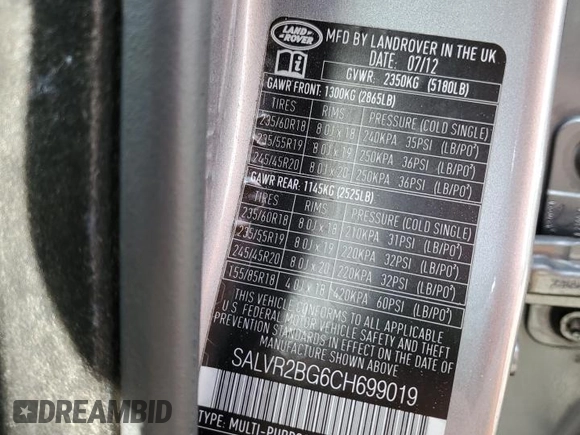 LAND ROVER
MFD BY LANDROVER IN THE UK
DATE: 07/12
GVWR: 2350KG (5180LB)
GAWR FRONT: 1300KG (2865LB)
TIRES RIMS PRESSURE (COLD SINGLE)
235/60R18 8.0J x 18 240KPA 35PSI (LB/PO²)
235/55R19 8.0J x 19 250KPA 36PSI (LB/PO²)
245/45R20 8.0J x 20 250KPA 36PSI (LB/PO²)
GAWR REAR: 1145KG (2525LB)
TIRES RIMS PRESSURE (COLD SINGLE)
235/60R18 8.0J x 18 210KPA 31PSI (LB/PO²)
235/55R19 8.0J x 19 220KPA 32PSI (LB/PO²)
245/45R20 8.0J x 20 220KPA 32PSI (LB/PO²)
155/85R18 4.0J x 18 420KPA 60PSI (LB/PO²)
THIS VEHICLE CONFORMS TO ALL APPLICABLE
U.S. FEDERAL MOTOR VEHICLE SAFETY AND THEFT
PREVENTION STANDARDS IN EFFECT ON THE DATE OF
MANUFACTURE SHOWN ABOVE
SALVR2BG6CH699019
TYPE: MULTI-PURPO
DREAMBID